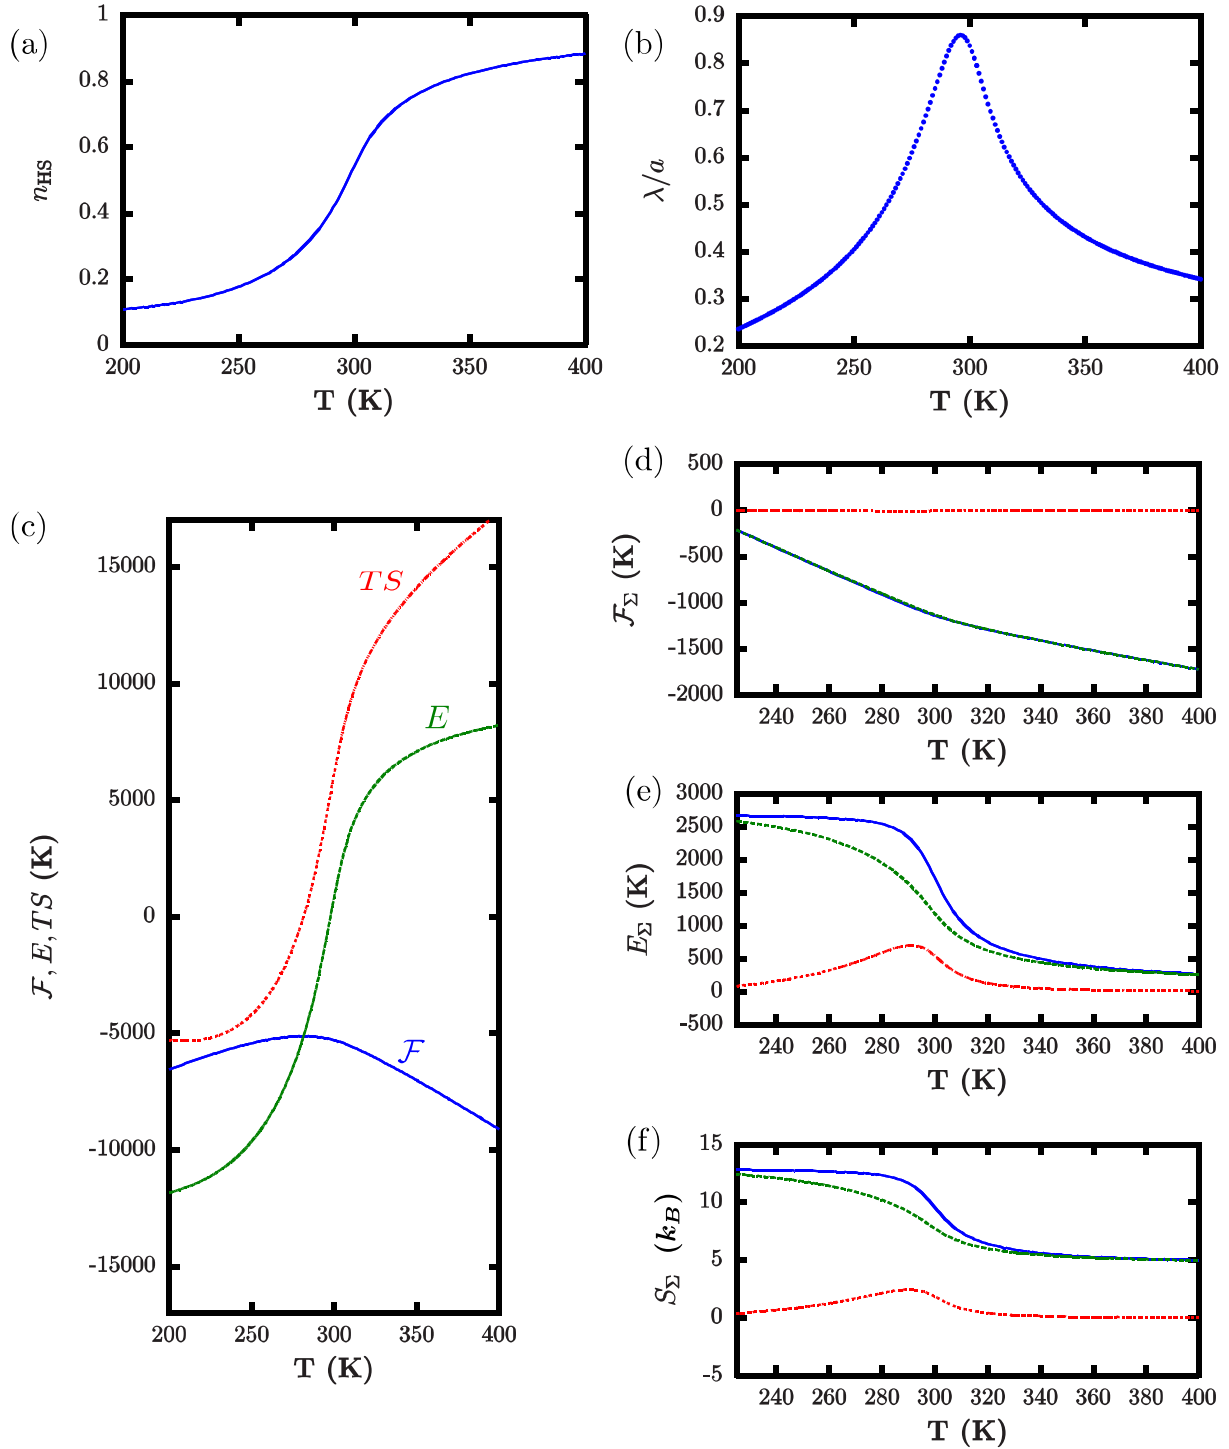 (a)
1
0.8
0.6
0.4
0.2
0
n_HS
200 250 300 350 400
T (K)
(b)
0.9
0.8
0.7
0.6
0.5
0.4
0.3
0.2
λ/a
200 250 300 350 400
T (K)
(c)
15000
10000
5000
0
-5000
-10000
-15000
ℱ, E, TS (K)
TS
E
ℱ
200 250 300 350 400
T (K)
(d)
500
0
-500
-1000
-1500
-2000
ℱ_Σ (K)
240 260 280 300 320 340 360 380 400
T (K)
(e)
3000
2500
2000
1500
1000
500
0
-500
E_Σ (K)
240 260 280 300 320 340 360 380 400
T (K)
(f)
15
10
5
0
-5
S_Σ (k_B)
240 260 280 300 320 340 360 380 400
T (K)